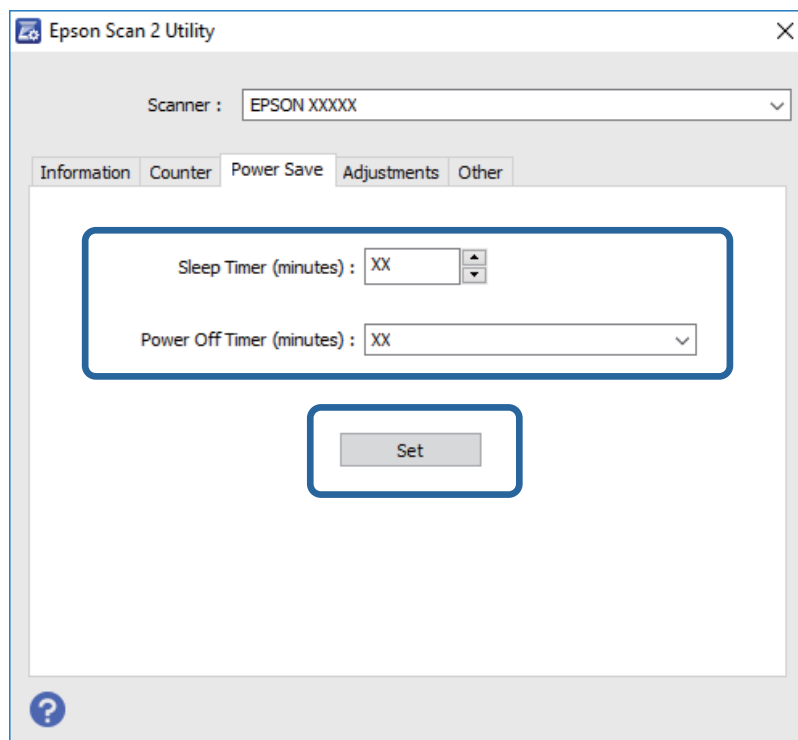 Epson Scan 2 Utility
Scanner : EPSON XXXXX
Information Counter Power Save Adjustments Other
Sleep Timer (minutes) : XX
Power Off Timer (minutes) : XX
Set
?